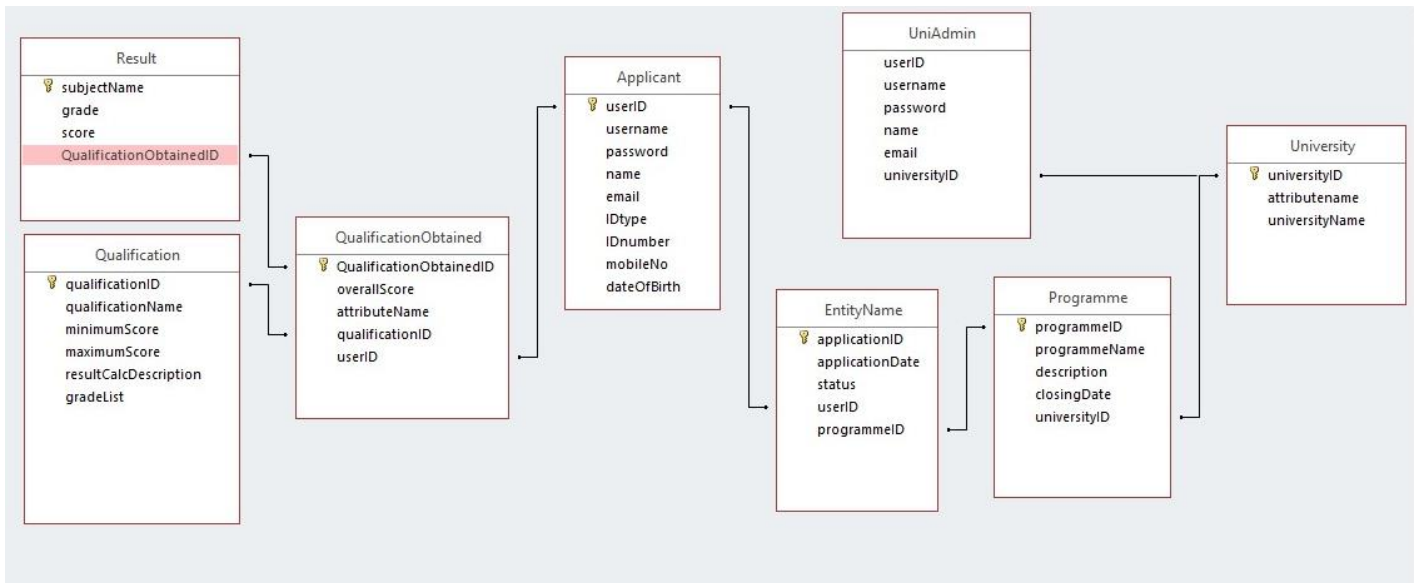 Result
subjectName
grade
score
QualificationObtainedID
Qualification
qualificationID
qualificationName
minimumScore
maximumScore
resultCalcDescription
gradeList
QualificationObtained
QualificationObtainedID
overallScore
attributeName
qualificationID
userID
Applicant
userID
username
password
name
email
IDtype
IDnumber
mobileNo
dateOfBirth
UniAdmin
userID
username
password
name
email
universityID
EntityName
applicationID
applicationDate
status
userID
programmeID
Programme
programmeID
programmeName
description
closingDate
universityID
University
universityID
attributename
universityName